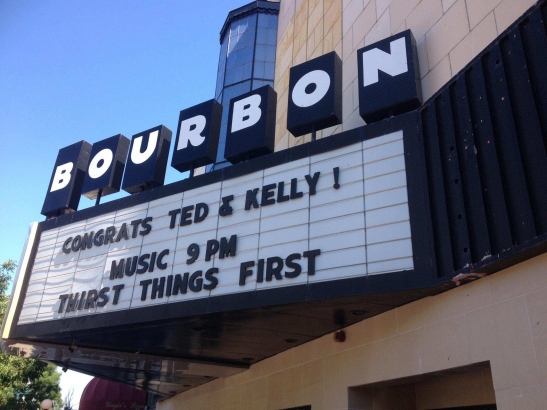 BOURBON
CONGRATS TED & KELLY!
MUSIC 9 PM
THIRST THINGS FIRST